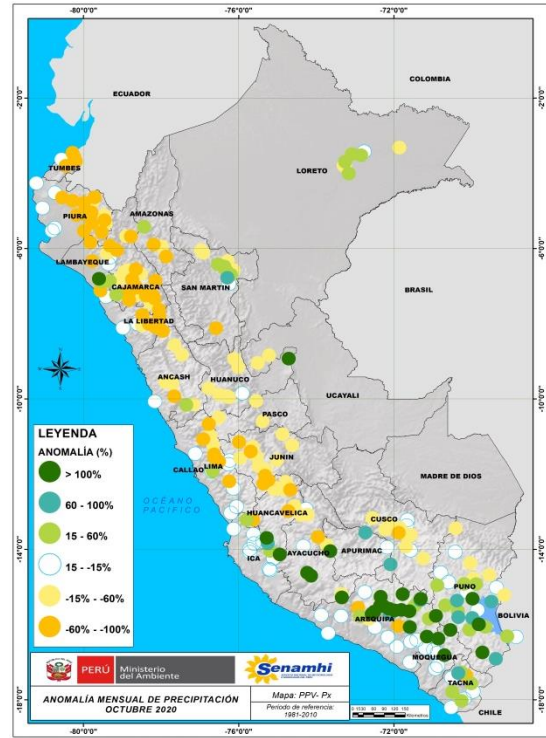 -80°0'0"
-76°0'0"
-72°0'0"
COLOMBIA
ECUADOR
-2°0'0"
-2°0'0"
LORETO
TUMBES
PIURA
AMAZONAS
-6°0'0"
-6°0'0"
LAMBAYEQUE
CAJAMARCA
SAN MARTIN
BRASIL
LA LIBERTAD
ANCASH
HUANUCO
UCAYALI
-10°0'0"
-10°0'0"
PASCO
LEYENDA
ANOMALÍA (%)
> 100%
60 - 100%
15 - 60%
15 - -15%
-15% - -60%
-60% - -100%
JUNIN
LIMA
CALLAO
MADRE DE DIOS
OCÉANO
PACIFICO
HUANCAVELICA
CUSCO
-14°0'0"
-14°0'0"
AYACUCHO
APURIMAC
ICA
PUNO
BOLIVIA
AREQUIPA
MOQUEGUA
TACNA
PERÚ
Ministerio
del Ambiente
Senamhi
ANOMALÍA MENSUAL DE PRECIPITACIÓN
OCTUBRE 2020
Mapa: PPV- Px
Periodo de referencia:
1981-2010
Kilometros
-18°0'0"
-18°0'0"
CHILE
-80°0'0"
-76°0'0"
-72°0'0"